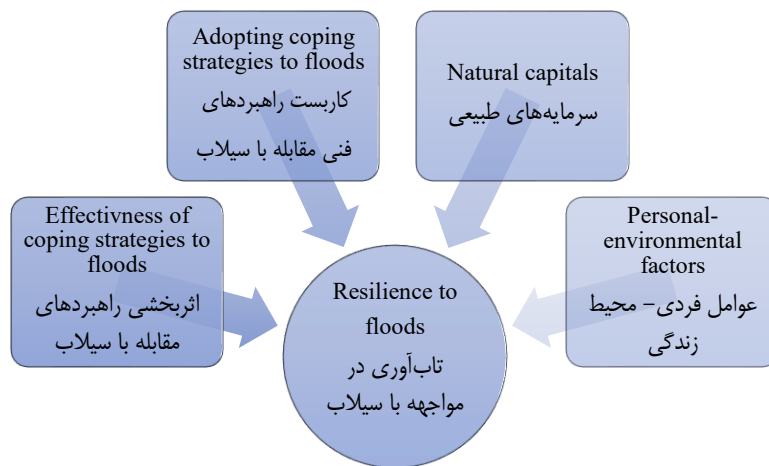 Adopting coping
strategies to floods
کاربست راهبردهای
فنی مقابله با سیلاب
Natural capitals
سرمایه‌های طبیعی
Effectivness of
coping strategies to
floods
اثربخشی راهبردهای
مقابله با سیلاب
Personal-
environmental
factors
عوامل فردی- محیط
زندگی
Resilience to
floods
تاب‌آوری در
مواجهه با سیلاب